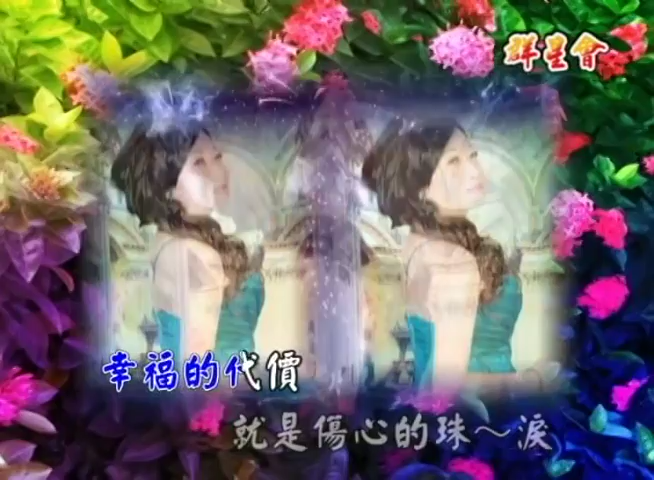 群星會
幸福的代價
就是傷心的珠～淚